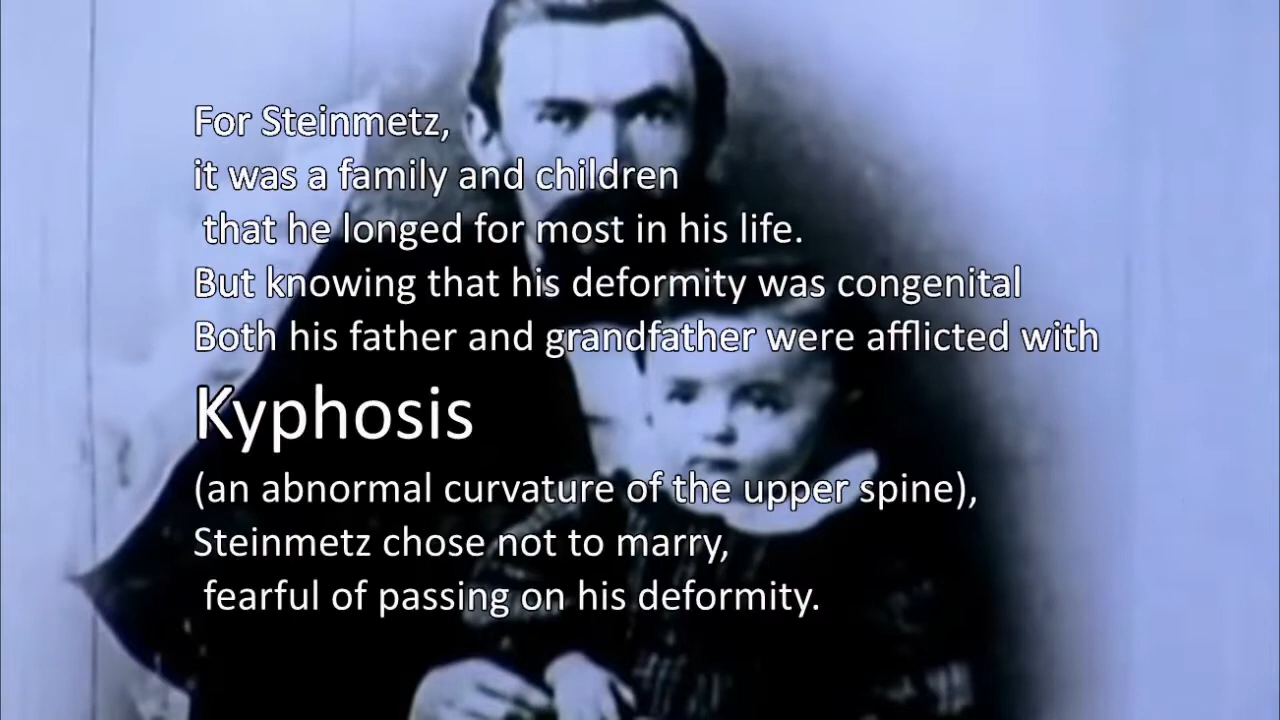 For Steinmetz,
it was a family and children
that he longed for most in his life.
But knowing that his deformity was congenital
Both his father and grandfather were afflicted with
Kyphosis
(an abnormal curvature of the upper spine),
Steinmetz chose not to marry,
fearful of passing on his deformity.